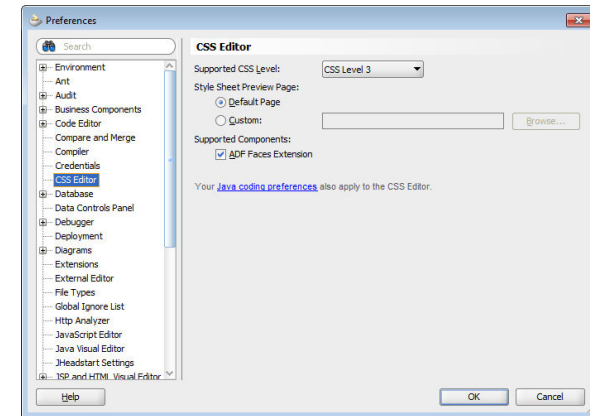 Preferences
Search
Environment
Ant
Audit
Business Components
Code Editor
Compare and Merge
Compiler
Credentials
CSS Editor
Database
Data Controls Panel
Debugger
Deployment
Diagrams
Extensions
External Editor
File Types
Global Ignore List
Http Analyzer
JavaScript Editor
Java Visual Editor
JHeadstart Settings
JSP and HTML Visual Editor
CSS Editor
Supported CSS Level: CSS Level 3
Style Sheet Preview Page:
Default Page
Custom: Browse...
Supported Components:
ADF Faces Extension
Your Java coding preferences also apply to the CSS Editor.
Help OK Cancel